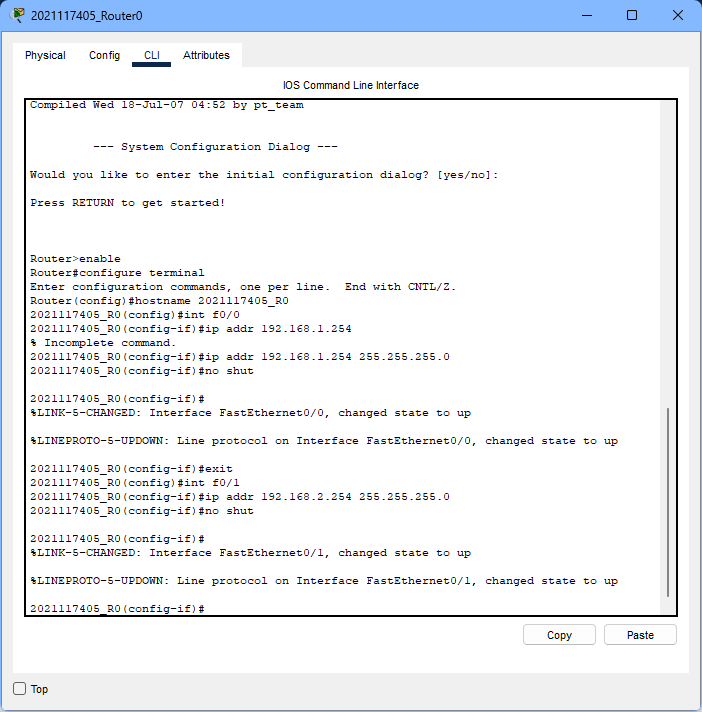 2021117405_Router0
Physical Config CLI Attributes
IOS Command Line Interface
Compiled Wed 18-Jul-07 04:52 by pt_team
--- System Configuration Dialog ---
Would you like to enter the initial configuration dialog? [yes/no]:
Press RETURN to get started!
Router>enable
Router#configure terminal
Enter configuration commands, one per line.  End with CNTL/Z.
Router(config)#hostname 2021117405_R0
2021117405_R0(config)#int f0/0
2021117405_R0(config-if)#ip addr 192.168.1.254
% Incomplete command.
2021117405_R0(config-if)#ip addr 192.168.1.254 255.255.255.0
2021117405_R0(config-if)#no shut
2021117405_R0(config-if)#
%LINK-5-CHANGED: Interface FastEthernet0/0, changed state to up
%LINEPROTO-5-UPDOWN: Line protocol on Interface FastEthernet0/0, changed state to up
2021117405_R0(config-if)#exit
2021117405_R0(config)#int f0/1
2021117405_R0(config-if)#ip addr 192.168.2.254 255.255.255.0
2021117405_R0(config-if)#no shut
2021117405_R0(config-if)#
%LINK-5-CHANGED: Interface FastEthernet0/1, changed state to up
%LINEPROTO-5-UPDOWN: Line protocol on Interface FastEthernet0/1, changed state to up
2021117405_R0(config-if)#
Copy Paste
Top